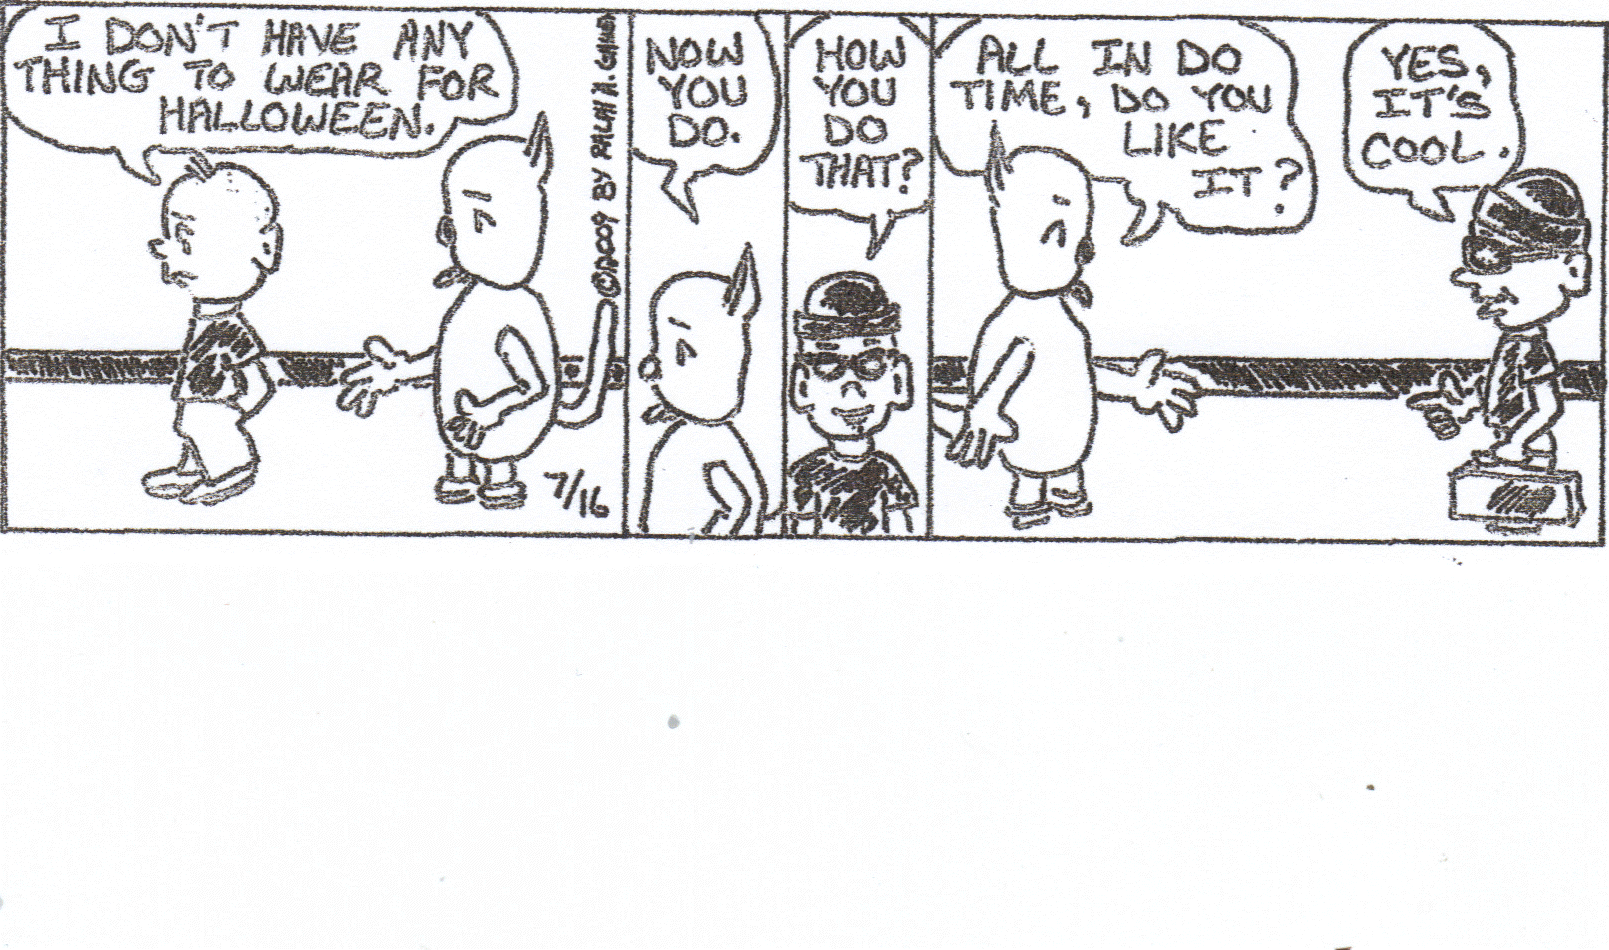 I DON'T HAVE ANY
THING TO WEAR FOR
HALLOWEEN.
©2009 BY RALPH H.
7/16
NOW
YOU
DO.
HOW
YOU
DO
THAT?
ALL IN DO
TIME, DO YOU
LIKE
IT?
YES,
IT'S
COOL.